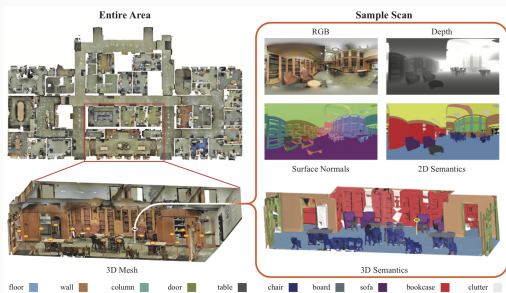 Entire Area
Sample Scan
RGB
Depth
Surface Normals
2D Semantics
3D Mesh
3D Semantics
floor
wall
column
door
table
chair
board
sofa
bookcase
clutter